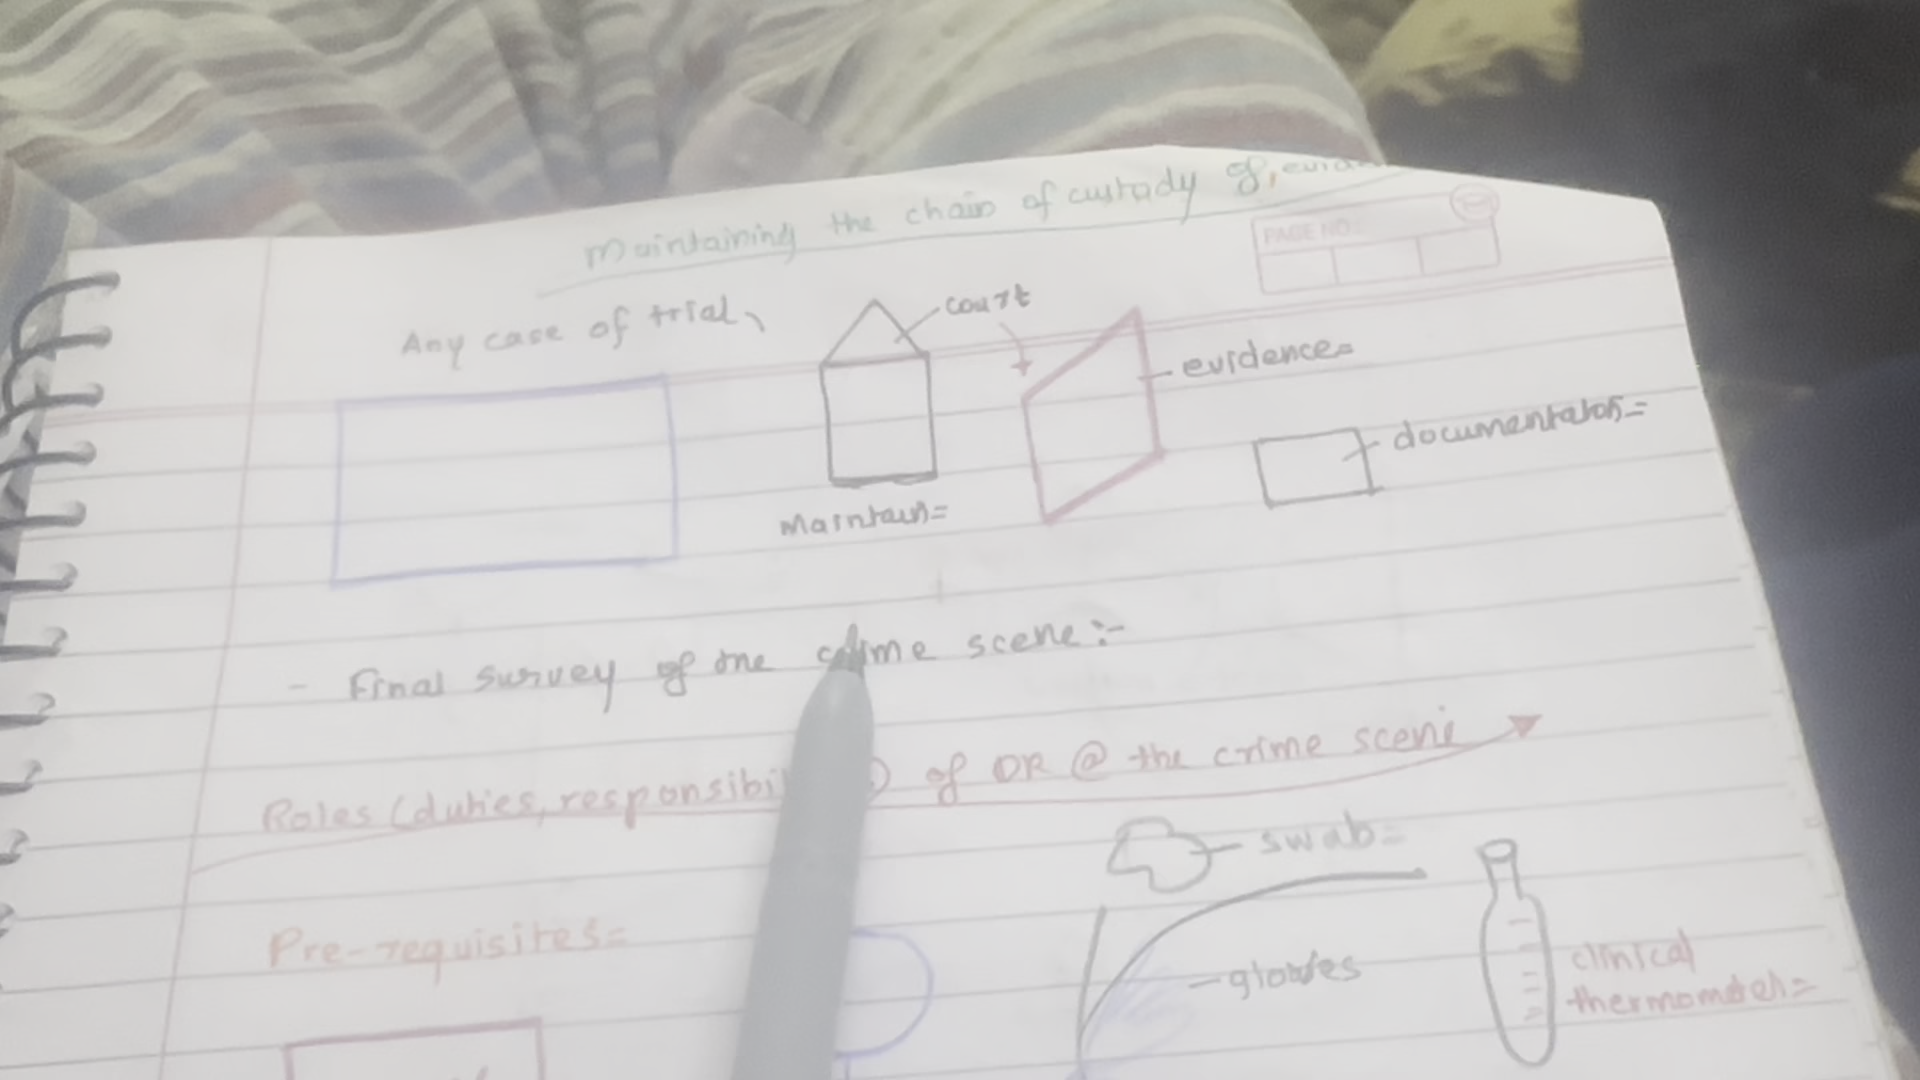 Maintaining the chain of custody of
PAGE NO.:
Any case of trial,
court
evidence=
documentation=
Maintain=
- Final survey of the crime scene:-
Roles (duties, responsibi of DR @ the crime scene
swab=
Pre-requisites=
gloves
clinical
thermometer=